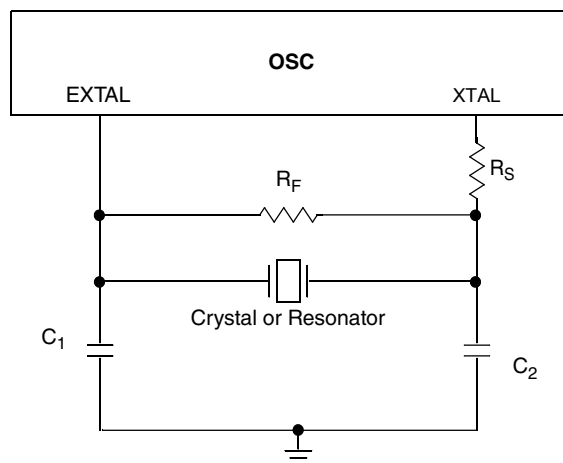 OSC
EXTAL
XTAL
R_S
R_F
Crystal or Resonator
C_1
C_2